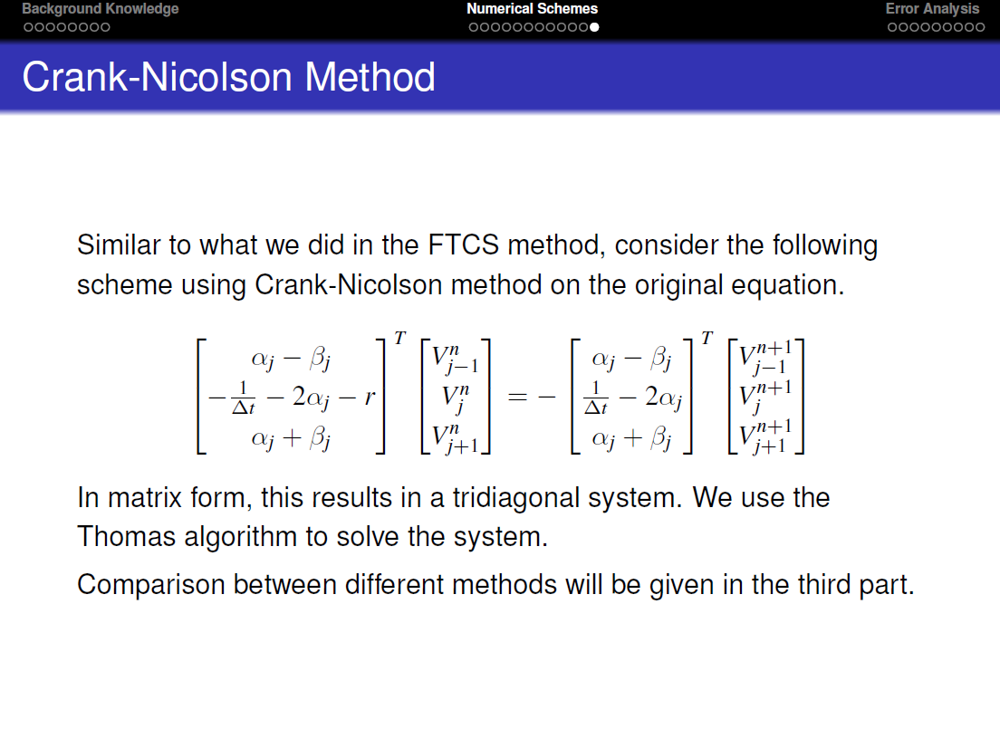 Background Knowledge Numerical Schemes Error Analysis
Crank-Nicolson Method
Similar to what we did in the FTCS method, consider the following
scheme using Crank-Nicolson method on the original equation.
$$\begin{bmatrix} \alpha_j - \beta_j \\ -\frac{1}{\Delta t} - 2\alpha_j - r \\ \alpha_j + \beta_j \end{bmatrix}^T \begin{bmatrix} V_{j-1}^n \\ V_j^n \\ V_{j+1}^n \end{bmatrix} = - \begin{bmatrix} \alpha_j - \beta_j \\ \frac{1}{\Delta t} - 2\alpha_j \\ \alpha_j + \beta_j \end{bmatrix}^T \begin{bmatrix} V_{j-1}^{n+1} \\ V_j^{n+1} \\ V_{j+1}^{n+1} \end{bmatrix}$$
In matrix form, this results in a tridiagonal system. We use the
Thomas algorithm to solve the system.
Comparison between different methods will be given in the third part.